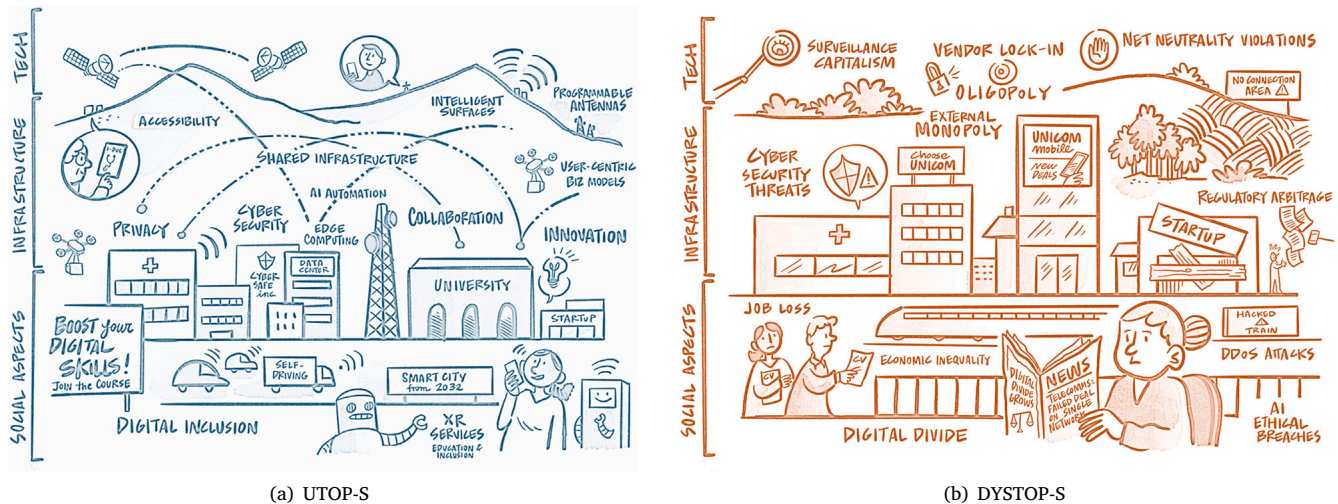 TECH
INFRASTRUCTURE
SOCIAL ASPECTS
ACCESSIBILITY
INTELLIGENT
SURFACES
PROGRAMMABLE
ANTENNAS
SHARED INFRASTRUCTURE
USER-CENTRIC
BIZ MODELS
AI AUTOMATION
PRIVACY
CYBER
SECURITY
EDGE
COMPUTING
COLLABORATION
INNOVATION
CYBER
SAFE
inc.
DATA
CENTER
UNIVERSITY
STARTUP
BOOST your
DIGITAL
SKILLS!
JOIN the COURSE
SELF-
DRIVING
SMART CITY
from 2032
DIGITAL INCLUSION
XR
SERVICES
EDUCATION &
INCLUSION
(a) UTOP-S
TECH
INFRASTRUCTURE
SOCIAL ASPECTS
SURVEILLANCE
CAPITALISM
VENDOR LOCK-IN
OLIGOPOLY
NET NEUTRALITY VIOLATIONS
NO CONNECTION
AREA
EXTERNAL
MONOPOLY
CYBER
SECURITY
THREATS
Choose
UNICOM
UNICOM
mobile
NEW
DEALS
REGULATORY ARBITRAGE
STARTUP
JOB LOSS
CV
CV
ECONOMIC INEQUALITY
DIGITAL
DIVIDE
GROWS
NEWS
TELECOMMS:
FAILED DEAL
ON SINGLE
NETWORK
HACKED
TRAIN
DDoS ATTACKS
DIGITAL DIVIDE
AI
ETHICAL
BREACHES
(b) DYSTOP-S